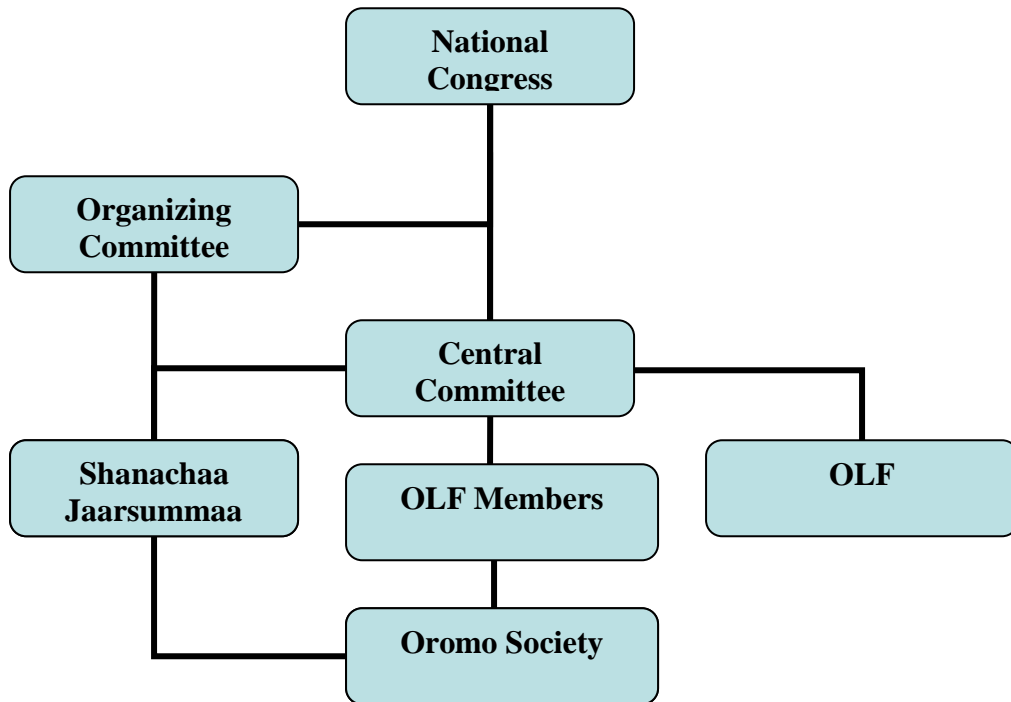 National
Congress
Organizing
Committee
Central
Committee
Shanachaa
Jaarsummaa
OLF Members
OLF
Oromo Society